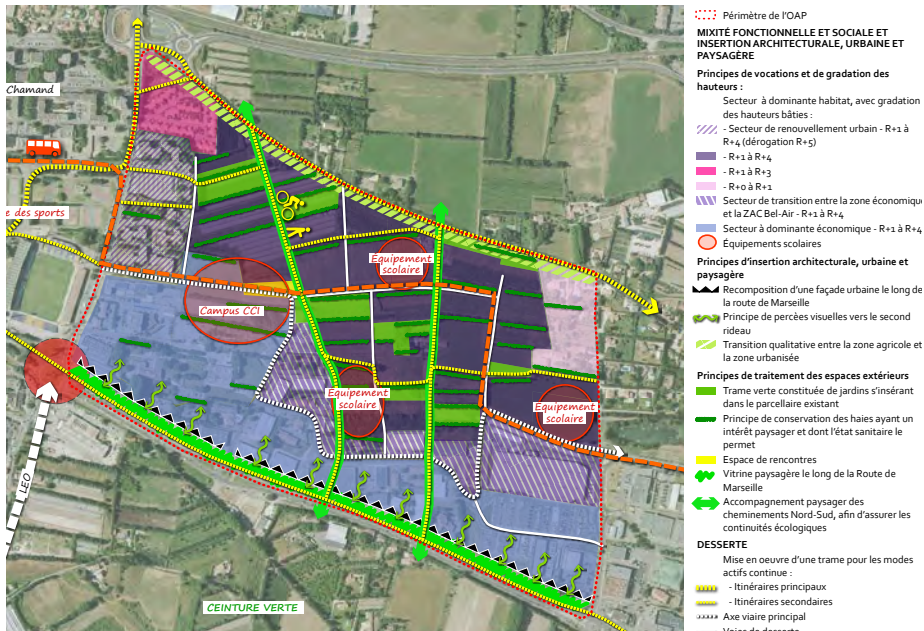 Chamand
e des sports
Campus CCI
Équipement
scolaire
Équipement
scolaire
Équipement
scolaire
LEO
CEINTURE VERTE
Périmètre de l'OAP
MIXITÉ FONCTIONNELLE ET SOCIALE ET
INSERTION ARCHITECTURALE, URBAINE ET
PAYSAGÈRE
Principes de vocations et de gradation des
hauteurs :
Secteur à dominante habitat, avec gradation
des hauteurs bâties :
- Secteur de renouvellement urbain - R+1 à
R+4 (dérogation R+5)
- R+1 à R+4
- R+1 à R+3
- R+0 à R+1
Secteur de transition entre la zone économique
et la ZAC Bel-Air - R+1 à R+4
Secteur à dominante économique - R+1 à R+4
Équipements scolaires
Principes d'insertion architecturale, urbaine et
paysagère
Recomposition d'une façade urbaine le long de
la route de Marseille
Principe de percées visuelles vers le second
rideau
Transition qualitative entre la zone agricole et
la zone urbanisée
Principes de traitement des espaces extérieurs
Trame verte constituée de jardins s'insérant
dans le parcellaire existant
Principe de conservation des haies ayant un
intérêt paysager et dont l'état sanitaire le
permet
Espace de rencontres
Vitrine paysagère le long de la Route de
Marseille
Accompagnement paysager des
cheminements Nord-Sud, afin d'assurer les
continuités écologiques
DESSERTE
Mise en oeuvre d'une trame pour les modes
actifs continue :
- Itinéraires principaux
- Itinéraires secondaires
Axe viaire principal
Voies de desserte